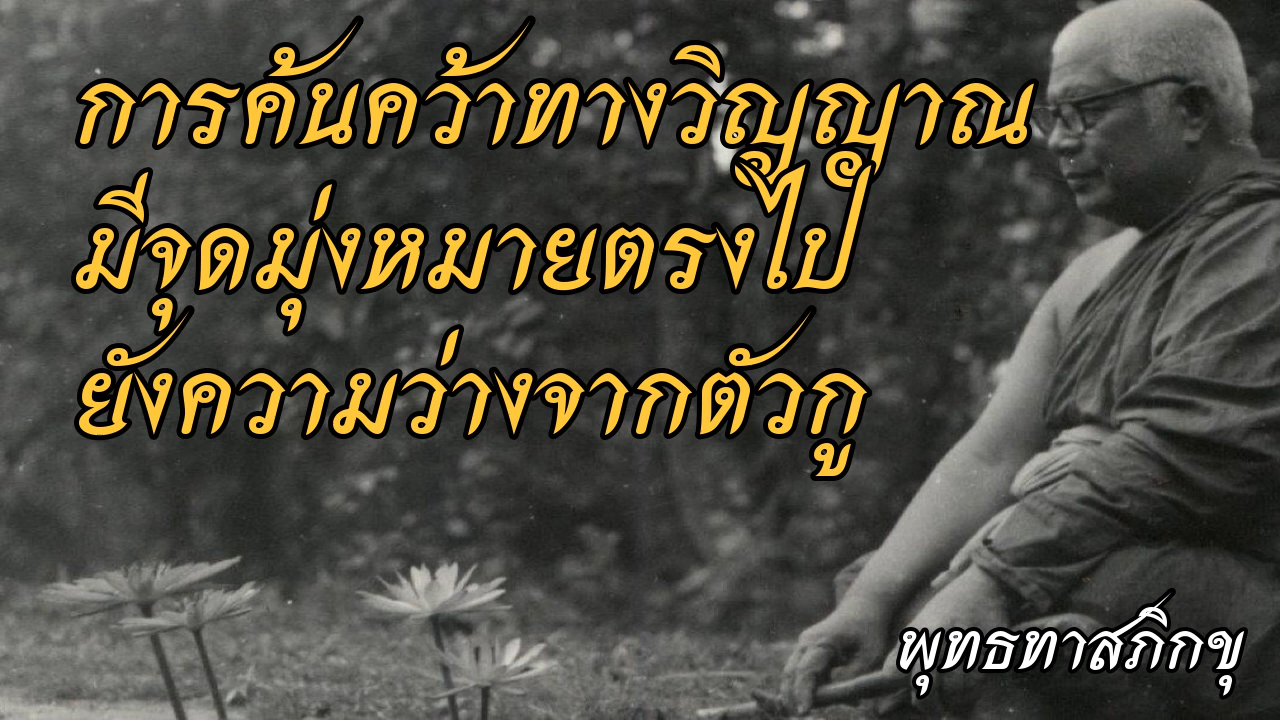 การค้นคว้าทางวิญญาณ
มีจุดมุ่งหมายตรงไป
ยังความว่างจากตัวกู
พุทธทาสภิกขุ